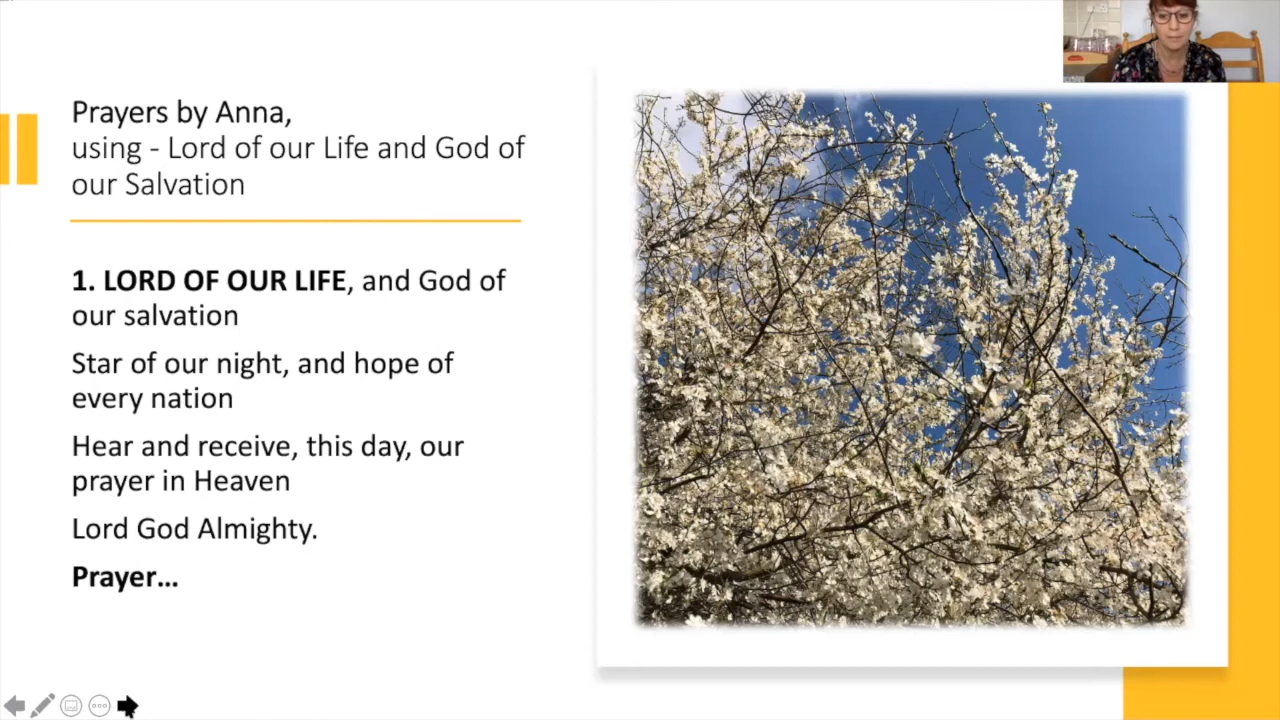 Prayers by Anna,
using - Lord of our Life and God of
our Salvation
1. LORD OF OUR LIFE, and God of
our salvation
Star of our night, and hope of
every nation
Hear and receive, this day, our
prayer in Heaven
Lord God Almighty.
Prayer...